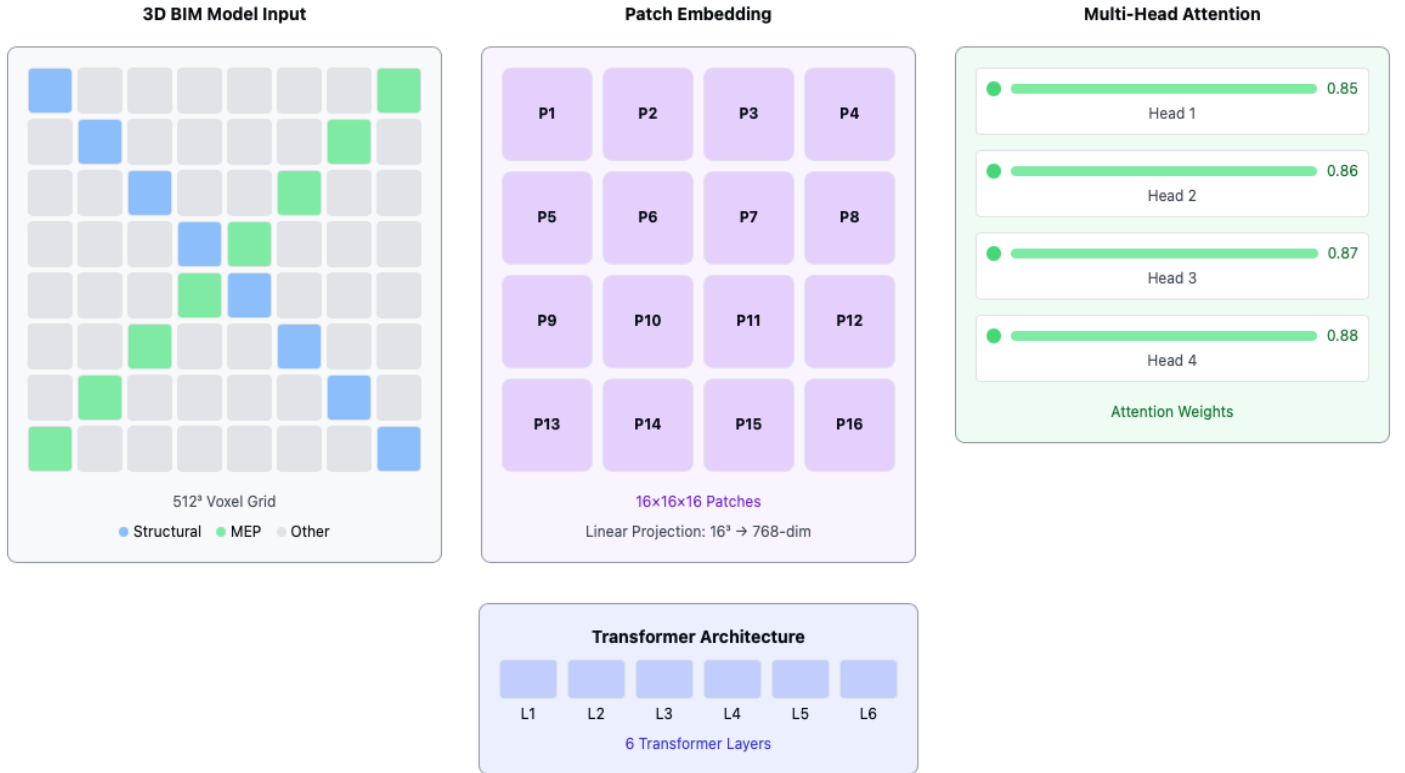 3D BIM Model Input
512³ Voxel Grid
Structural MEP Other
Patch Embedding
P1 P2 P3 P4
P5 P6 P7 P8
P9 P10 P11 P12
P13 P14 P15 P16
16×16×16 Patches
Linear Projection: 16³ → 768-dim
Multi-Head Attention
0.85
Head 1
0.86
Head 2
0.87
Head 3
0.88
Head 4
Attention Weights
Transformer Architecture
L1 L2 L3 L4 L5 L6
6 Transformer Layers